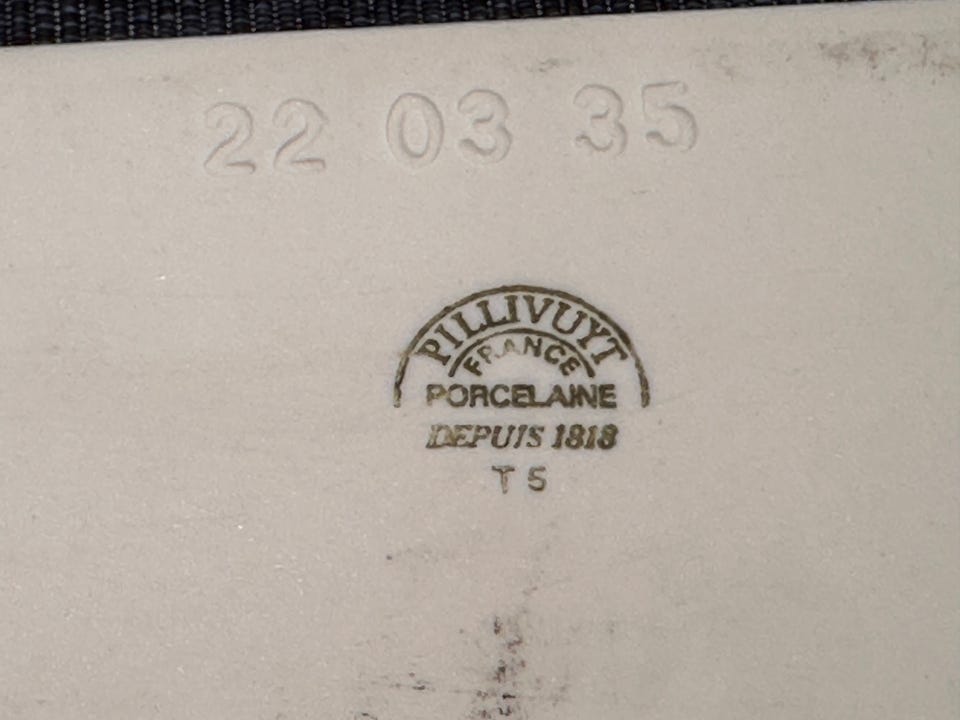 22 03 35
PILLIVUYT
FRANCE
PORCELAINE
DEPUIS 1818
T 5